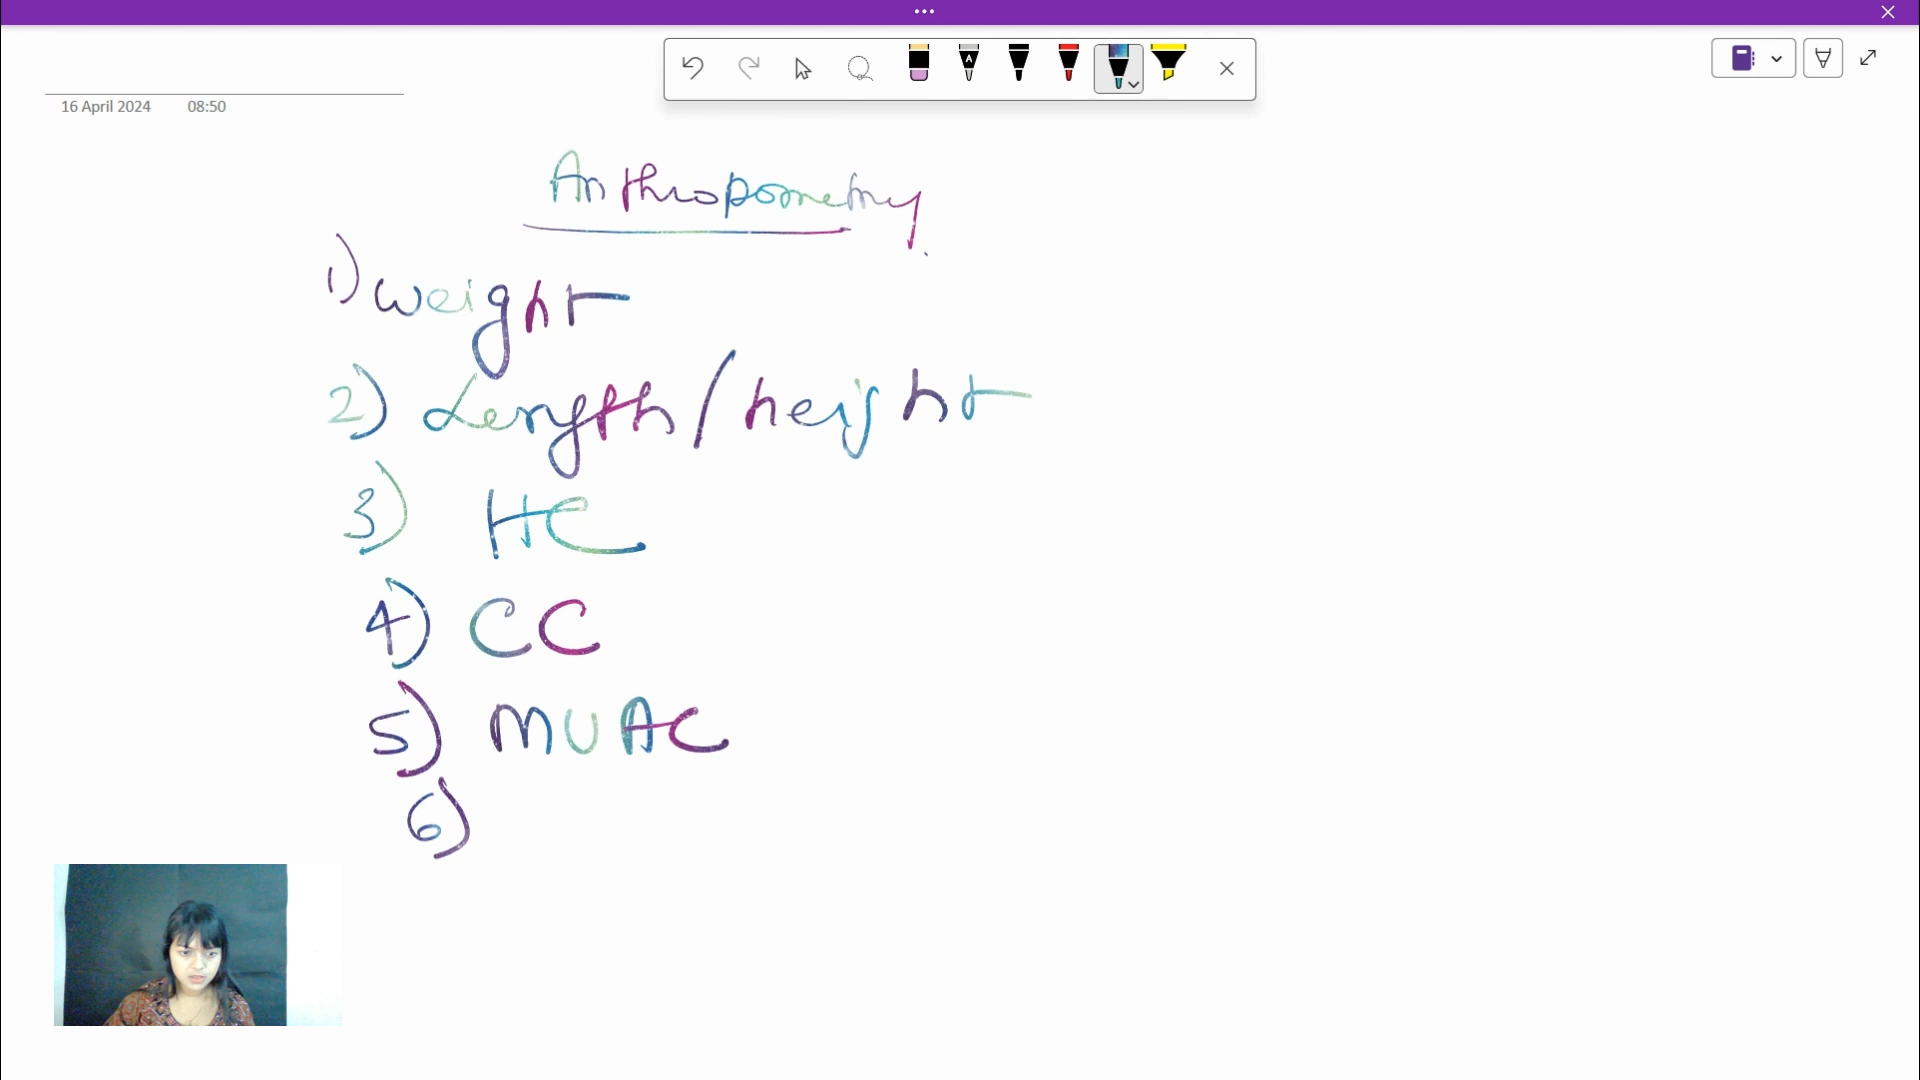 16 April 2024 08:50
Anthropometry
1) weight
2) Length/height
3) HC
4) CC
5) MUAC
6)